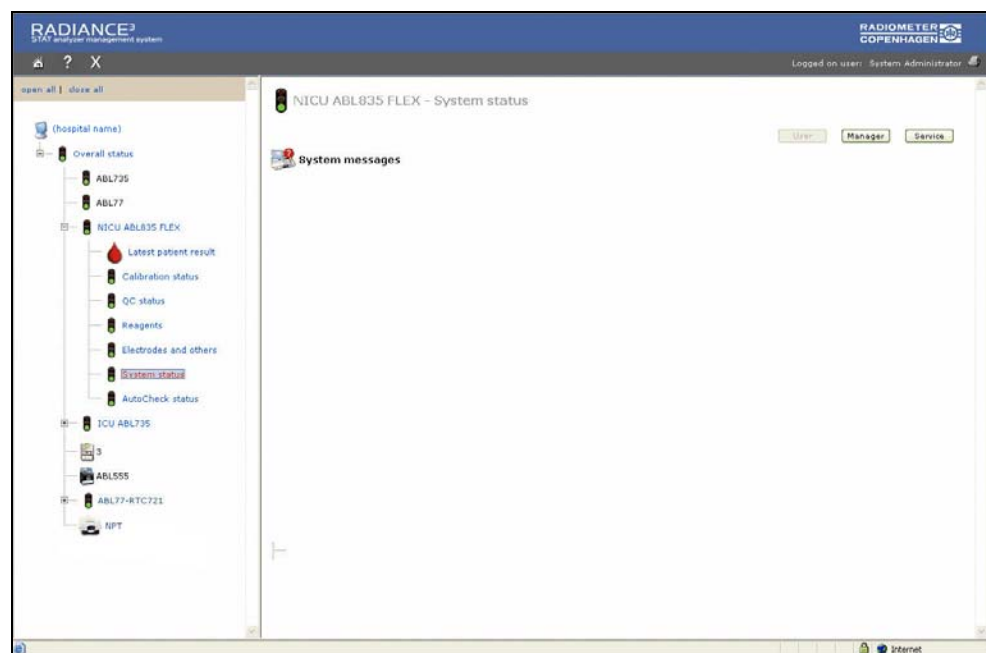 RADIANCE³
STAT analyzer management system
RADIOMETER
COPENHAGEN
? X
Logged on user: System Administrator
open all | close all
(hospital name)
Overall status
ABL735
ABL77
NICU ABL835 FLEX
Latest patient result
Calibration status
QC status
Reagents
Electrodes and others
System status
AutoCheck status
ICU ABL735
3
ABL555
ABL77-RTC721
NPT
NICU ABL835 FLEX - System status
User Manager Service
System messages
Internet